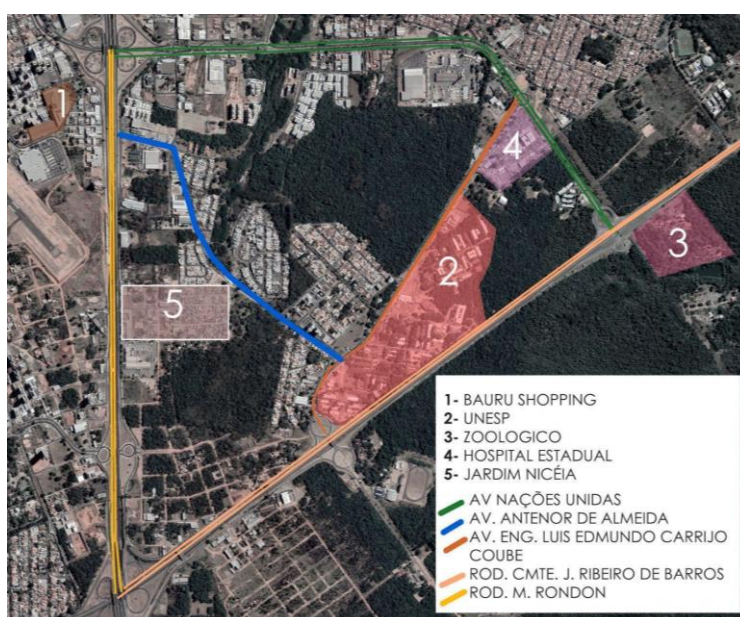 1
4
2
3
5
1- BAURU SHOPPING
2- UNESP
3- ZOOLOGICO
4- HOSPITAL ESTADUAL
5- JARDIM NICÉIA
AV NAÇÕES UNIDAS
AV. ANTENOR DE ALMEIDA
AV. ENG. LUIS EDMUNDO CARRIJO
COUBE
ROD. CMTE. J. RIBEIRO DE BARROS
ROD. M. RONDON